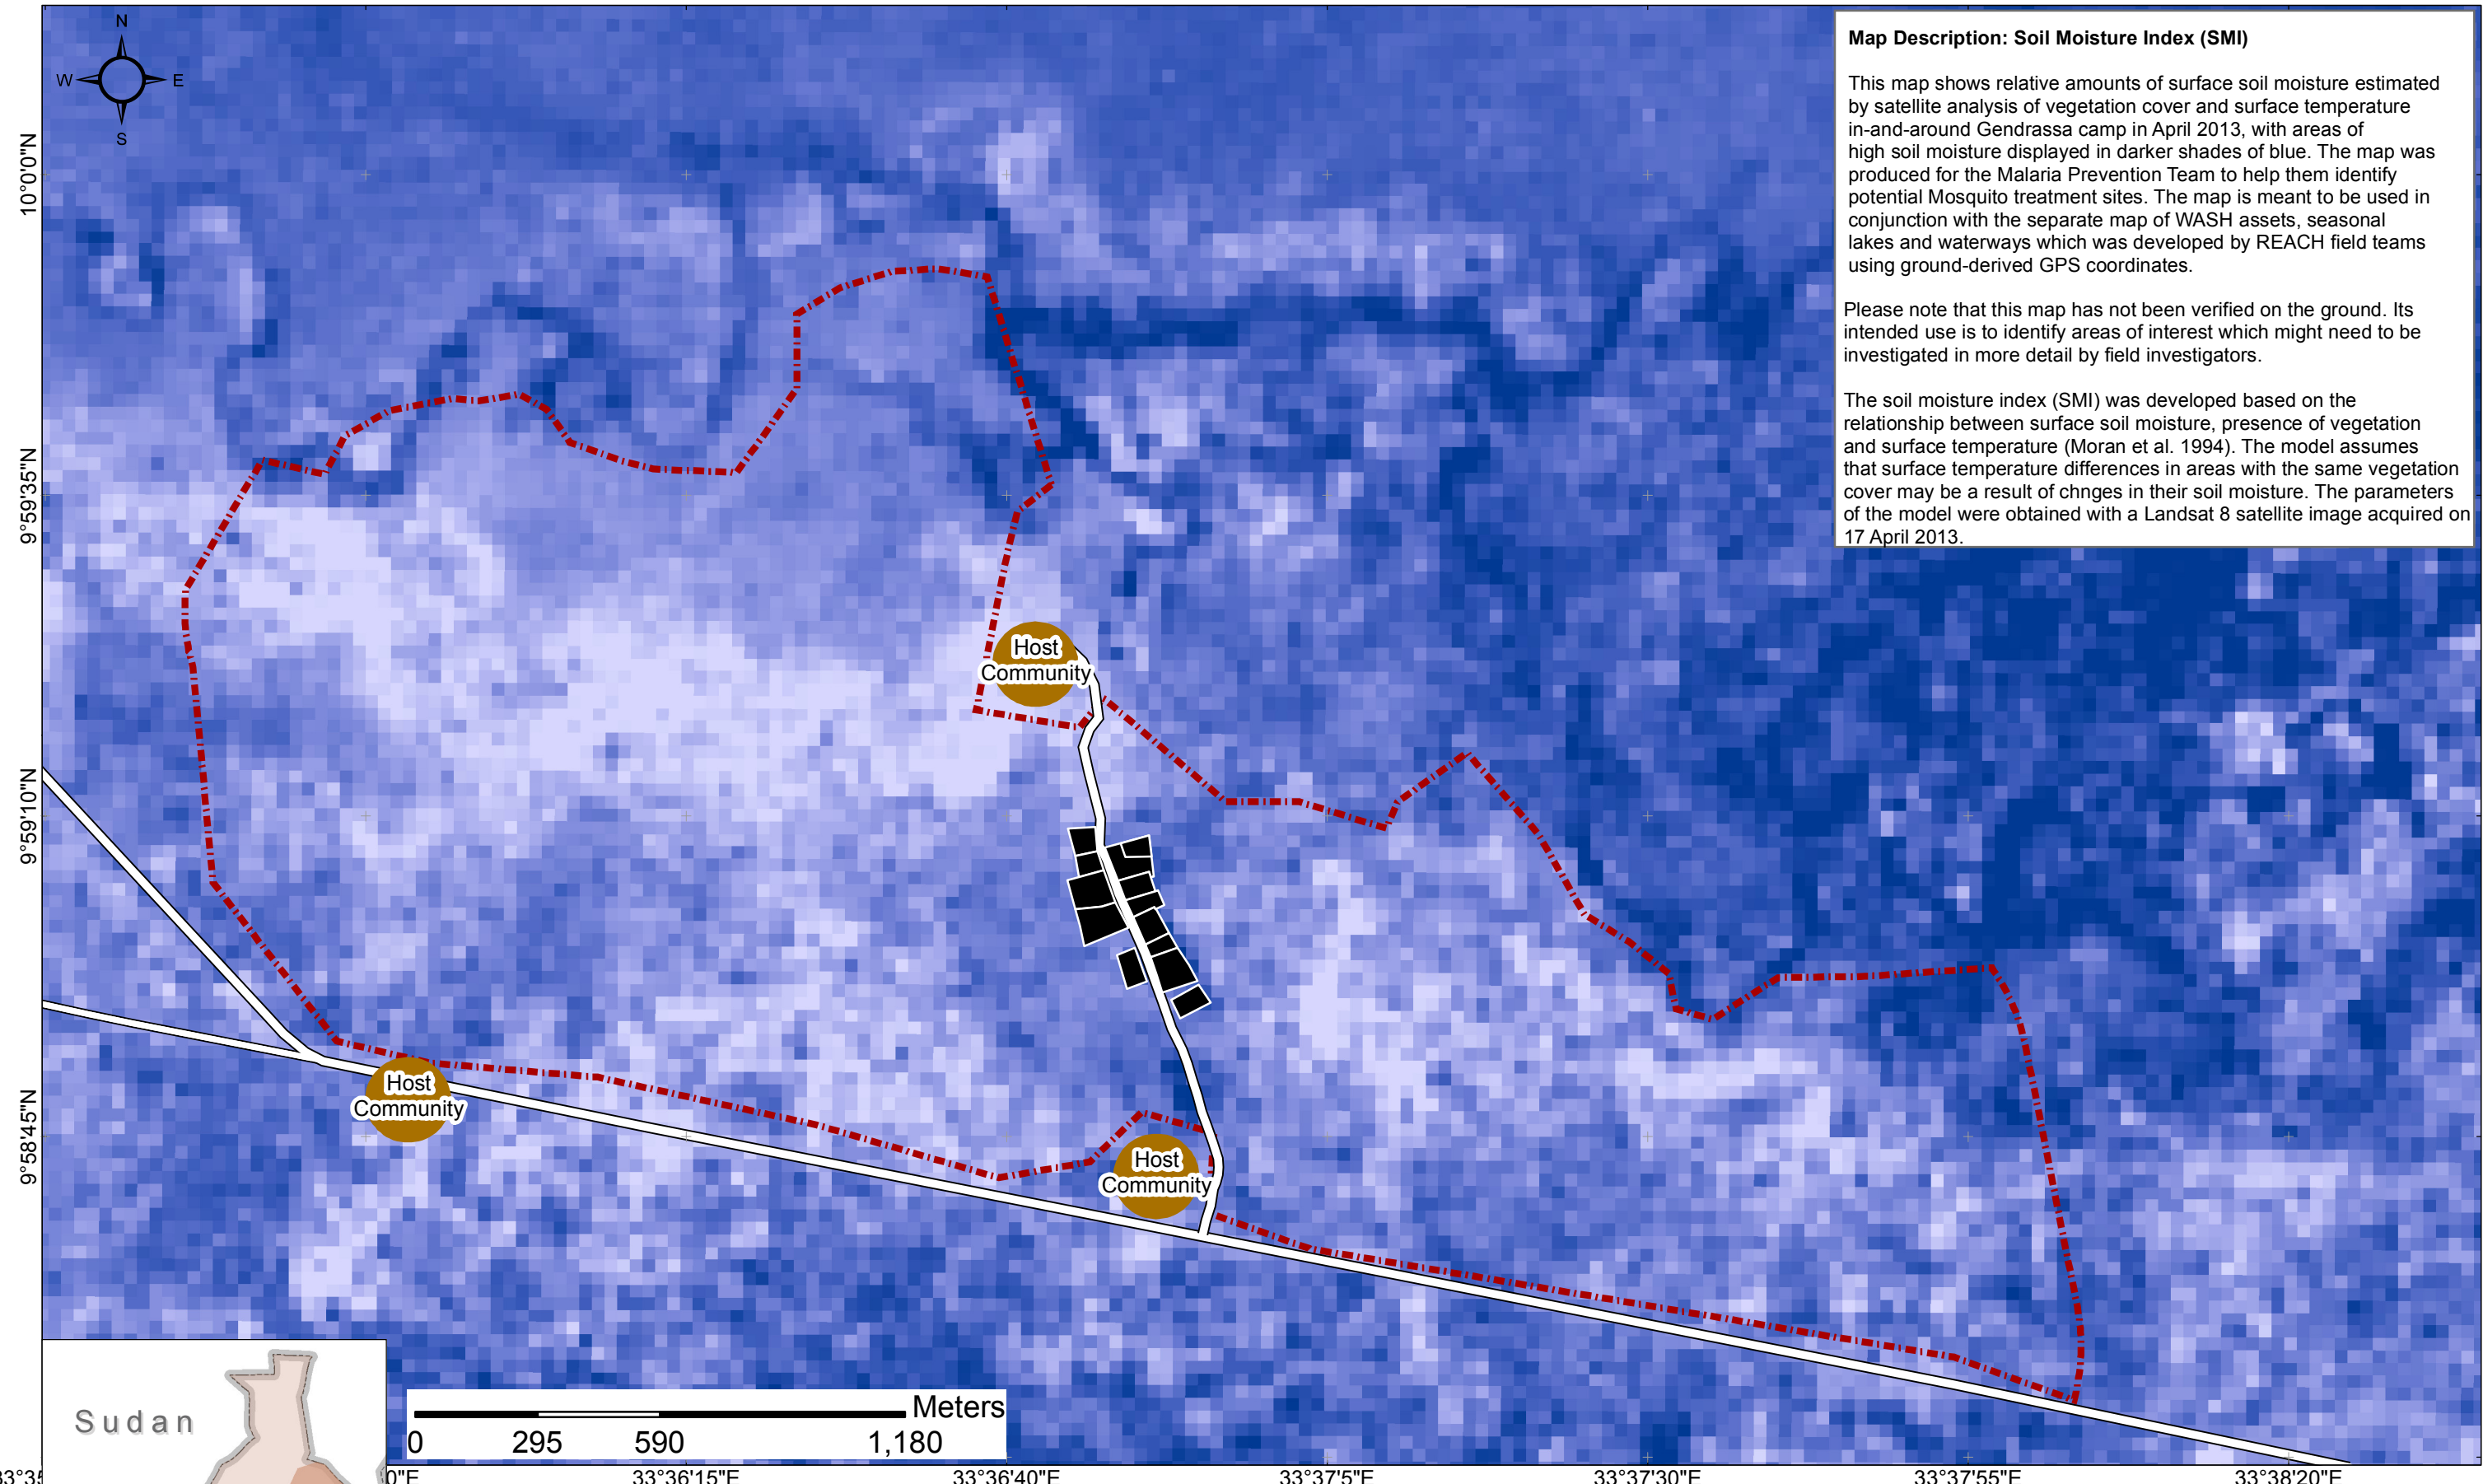 N
W E
S
Map Description: Soil Moisture Index (SMI)
This map shows relative amounts of surface soil moisture estimated
by satellite analysis of vegetation cover and surface temperature
in-and-around Gendrassa camp in April 2013, with areas of
high soil moisture displayed in darker shades of blue. The map was
produced for the Malaria Prevention Team to help them identify
potential Mosquito treatment sites. The map is meant to be used in
conjunction with the separate map of WASH assets, seasonal
lakes and waterways which was developed by REACH field teams
using ground-derived GPS coordinates.
Please note that this map has not been verified on the ground. Its
intended use is to identify areas of interest which might need to be
investigated in more detail by field investigators.
The soil moisture index (SMI) was developed based on the
relationship between surface soil moisture, presence of vegetation
and surface temperature (Moran et al. 1994). The model assumes
that surface temperature differences in areas with the same vegetation
cover may be a result of chnges in their soil moisture. The parameters
of the model were obtained with a Landsat 8 satellite image acquired on
17 April 2013.
10°0'0"N
9°59'35"N
9°59'10"N
9°58'45"N
Host
Community
Host
Community
Host
Community
Sudan
Meters
0 295 590 1,180
0"E 33°36'15"E 33°36'40"E 33°37'5"E 33°37'30"E 33°37'55"E 33°38'20"E